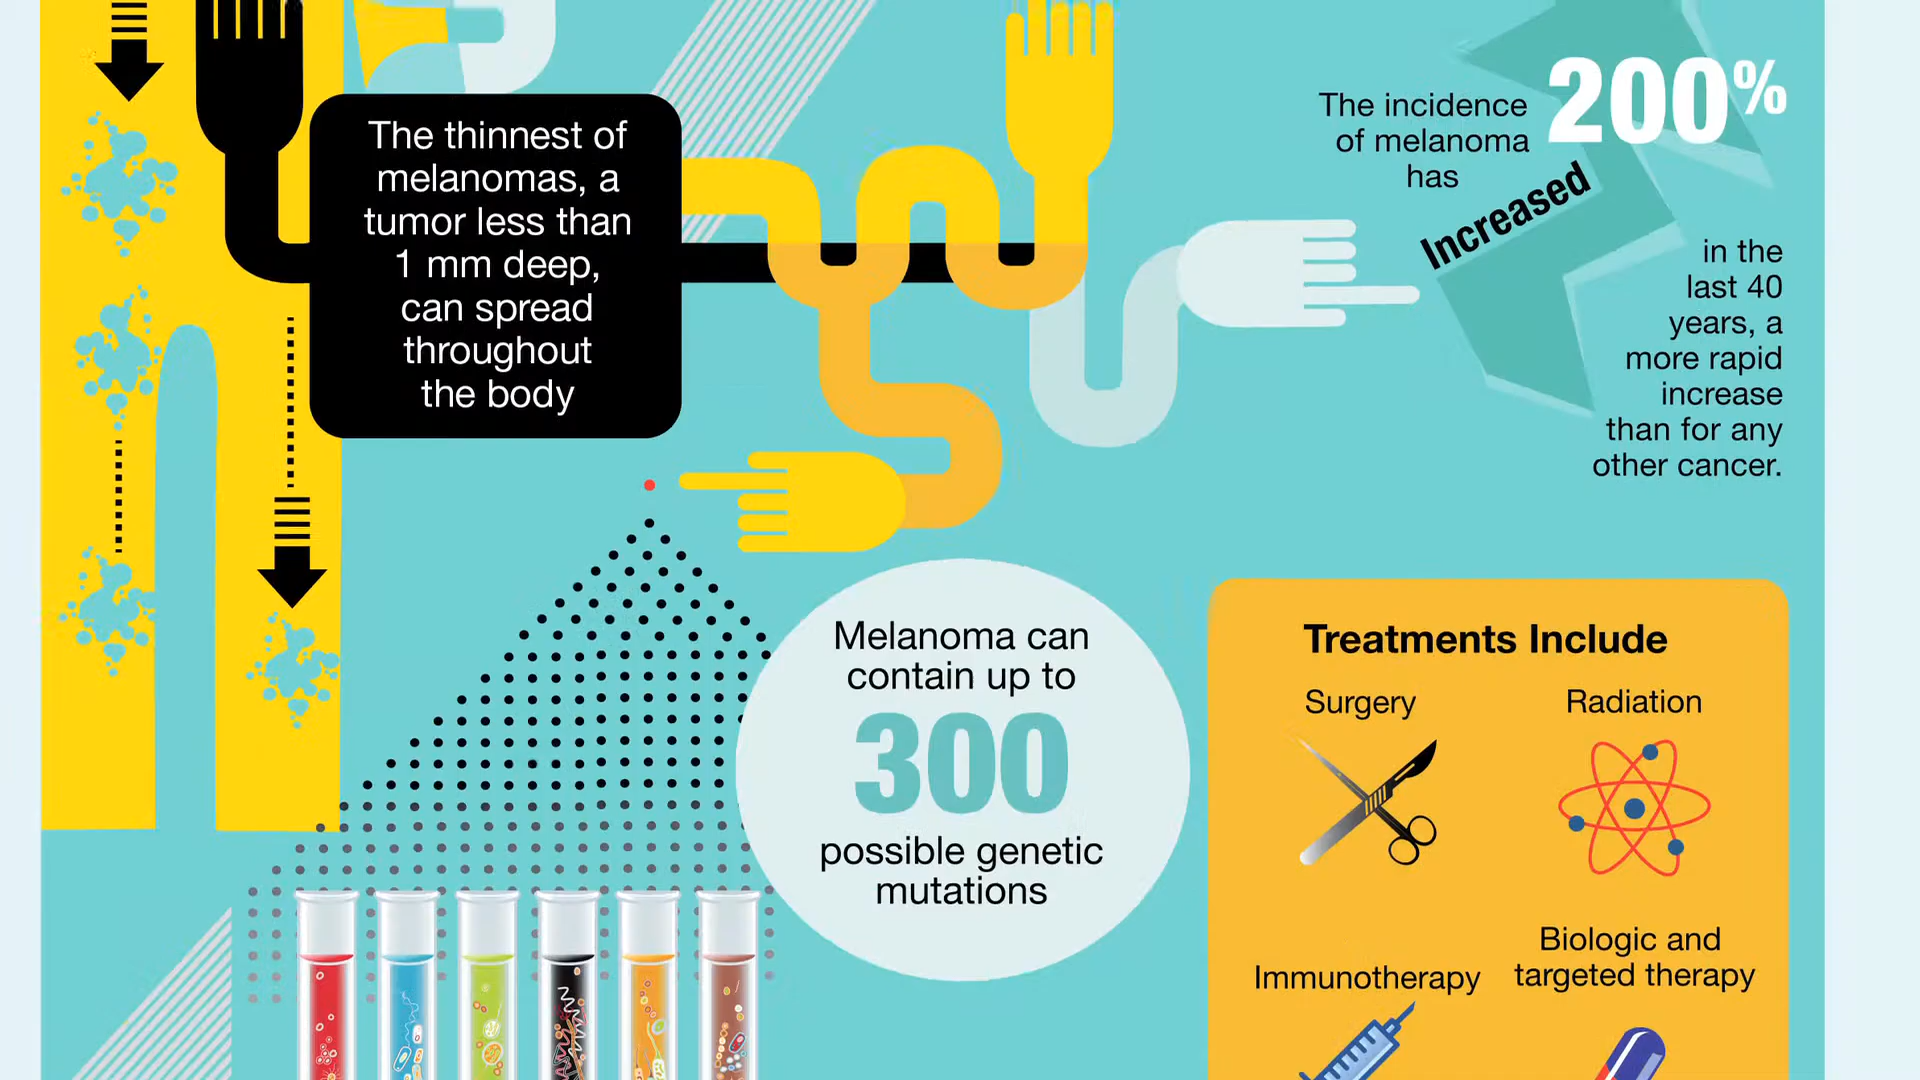 The thinnest of
melanomas, a
tumor less than
1 mm deep,
can spread
throughout
the body
The incidence
of melanoma
has
200%
Increased
in the
last 40
years, a
more rapid
increase
than for any
other cancer.
Melanoma can
contain up to
300
possible genetic
mutations
Treatments Include
Surgery
Radiation
Immunotherapy
Biologic and
targeted therapy